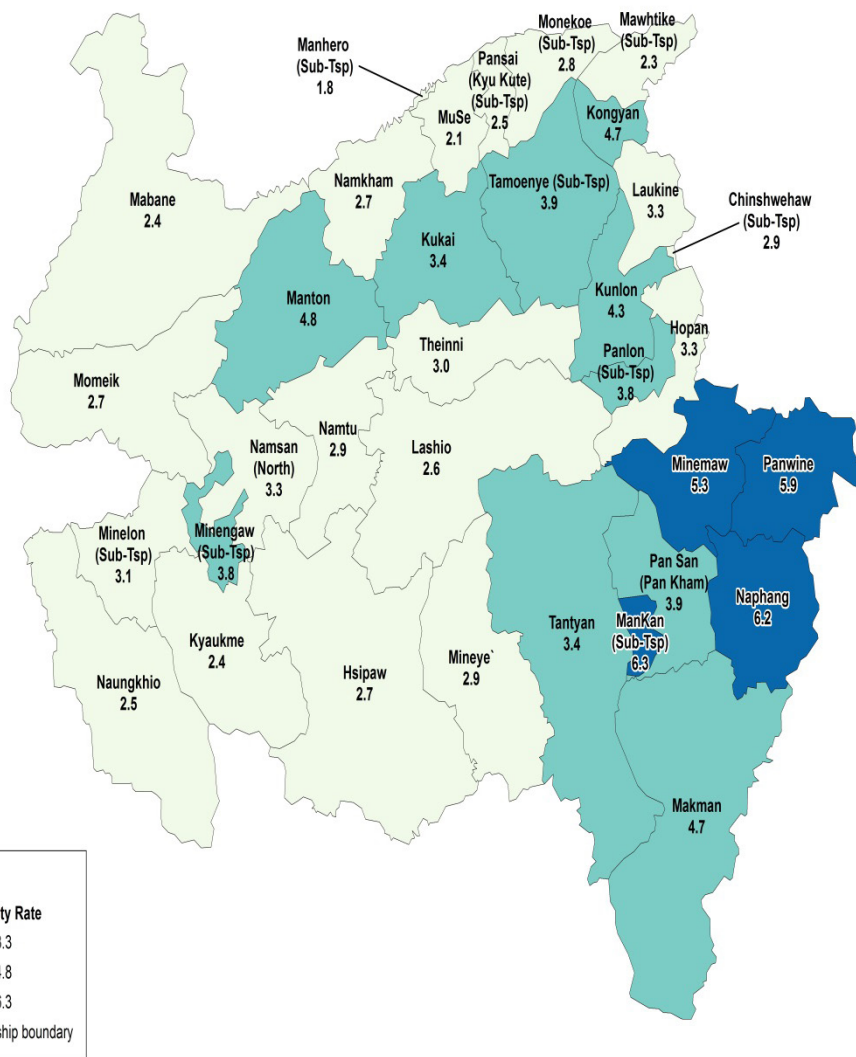 Manhero
(Sub-Tsp)
1.8
Pansai
(Kyu Kute)
(Sub-Tsp)
2.5
Monekoe
(Sub-Tsp)
2.8
Mawhtike
(Sub-Tsp)
2.3
MuSe
2.1
Kongyan
4.7
Mabane
2.4
Namkham
2.7
Tamoenye (Sub-Tsp)
3.9
Laukine
3.3
Chinshwehaw
(Sub-Tsp)
2.9
Kukai
3.4
Manton
4.8
Kunlon
4.3
Hopan
3.3
Theinni
3.0
Panlon
(Sub-Tsp)
3.8
Momeik
2.7
Namtu
2.9
Namsan
(North)
3.3
Lashio
2.6
Minemaw
5.3
Panwine
5.9
Minelon
(Sub-Tsp)
3.1
Minengaw
(Sub-Tsp)
3.8
Pan San
(Pan Kham)
3.9
Naphang
6.2
ManKan
(Sub-Tsp)
6.3
Tantyan
3.4
Kyaukme
2.4
Hsipaw
2.7
Mineye`
2.9
Naungkhio
2.5
Makman
4.7
ty Rate
3.3
4.8
6.3
ship boundary